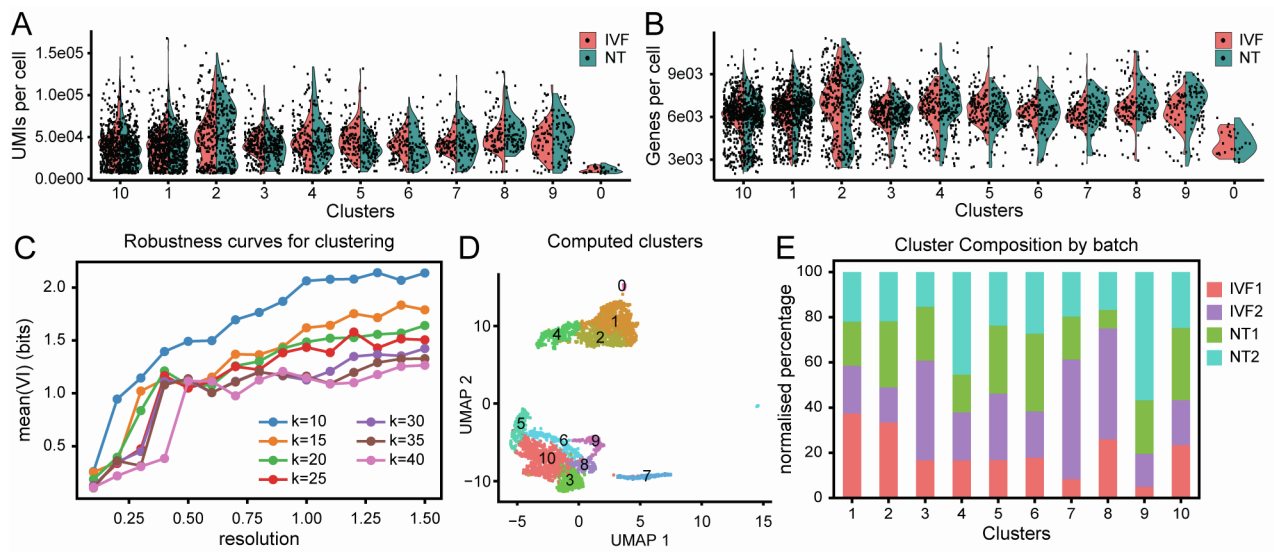 A
UMIs per cell
1.5e05
1.0e05
5.0e04
0.0e00
IVF
NT
10 1 2 3 4 5 6 7 8 9 0
Clusters
B
Genes per cell
9e03
6e03
3e03
IVF
NT
10 1 2 3 4 5 6 7 8 9 0
Clusters
C
Robustness curves for clustering
mean(VI) (bits)
2.0
1.5
1.0
0.5
k=10 k=30
k=15 k=35
k=20 k=40
k=25
0.25 0.50 0.75 1.00 1.25 1.50
resolution
D
Computed clusters
UMAP 2
10
0
−10
0
1
4
2
5
6 9
10
8
7
3
−5 0 5 10 15
UMAP 1
E
Cluster Composition by batch
normalised percentage
100
80
60
40
20
0
IVF1
IVF2
NT1
NT2
1 2 3 4 5 6 7 8 9 10
Clusters